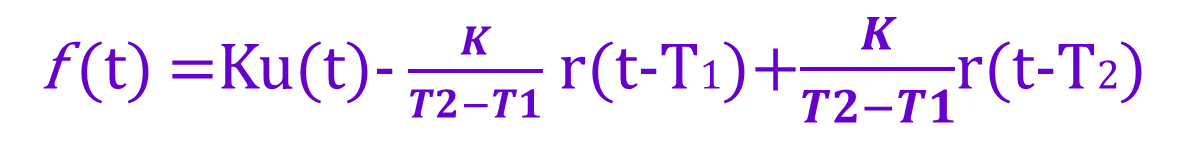 f(t) =Ku(t)- K/(T2−T1) r(t-T₁)+ K/(T2−T1) r(t-T₂)